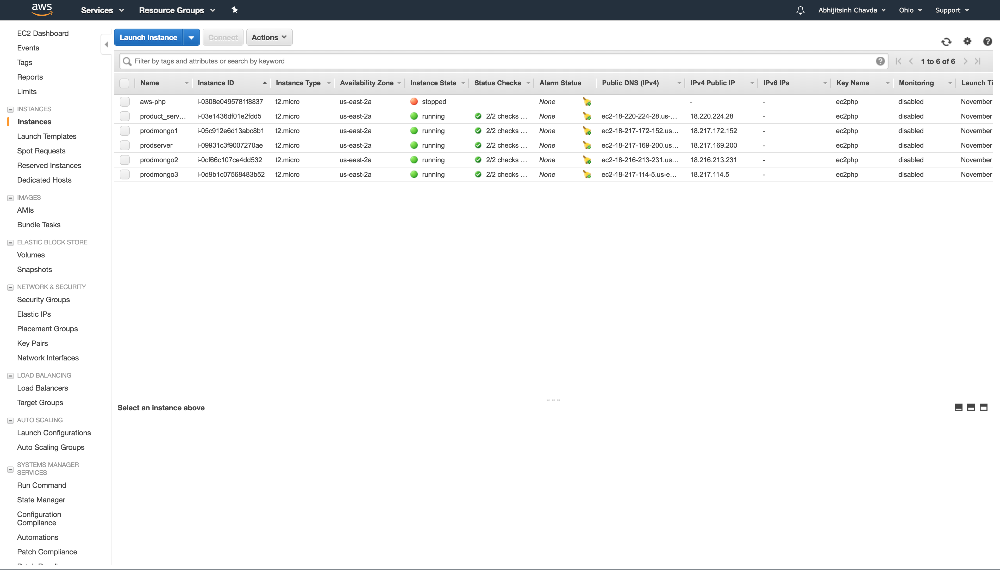 aws Services Resource Groups Abhijitsinh Chavda Ohio Support
EC2 Dashboard
Events
Tags
Reports
Limits
INSTANCES
Instances
Launch Templates
Spot Requests
Reserved Instances
Dedicated Hosts
IMAGES
AMIs
Bundle Tasks
ELASTIC BLOCK STORE
Volumes
Snapshots
NETWORK & SECURITY
Security Groups
Elastic IPs
Placement Groups
Key Pairs
Network Interfaces
LOAD BALANCING
Load Balancers
Target Groups
AUTO SCALING
Launch Configurations
Auto Scaling Groups
SYSTEMS MANAGER
SERVICES
Run Command
State Manager
Configuration
Compliance
Automations
Patch Compliance
Launch Instance Connect Actions
Filter by tags and attributes or search by keyword 1 to 6 of 6
Name Instance ID Instance Type Availability Zone Instance State Status Checks Alarm Status Public DNS (IPv4) IPv4 Public IP IPv6 IPs Key Name Monitoring Launch Ti
aws-php i-0308e0495781f8837 t2.micro us-east-2a stopped None - - ec2php disabled November
product_serv... i-03e1436df01e2fdd5 t2.micro us-east-2a running 2/2 checks ... None ec2-18-220-224-28.us-... 18.220.224.28 - ec2php disabled November
prodmongo1 i-05c912e6d13abc8b1 t2.micro us-east-2a running 2/2 checks ... None ec2-18-217-172-152.us... 18.217.172.152 - ec2php disabled November
prodserver i-09931c3f9007270ae t2.micro us-east-2a running 2/2 checks ... None ec2-18-217-169-200.us... 18.217.169.200 - ec2php disabled November
prodmongo2 i-0cf66c107ce4dd532 t2.micro us-east-2a running 2/2 checks ... None ec2-18-216-213-231.us... 18.216.213.231 - ec2php disabled November
prodmongo3 i-0d9b1c07568483b52 t2.micro us-east-2a running 2/2 checks ... None ec2-18-217-114-5.us-e... 18.217.114.5 - ec2php disabled November
Select an instance above